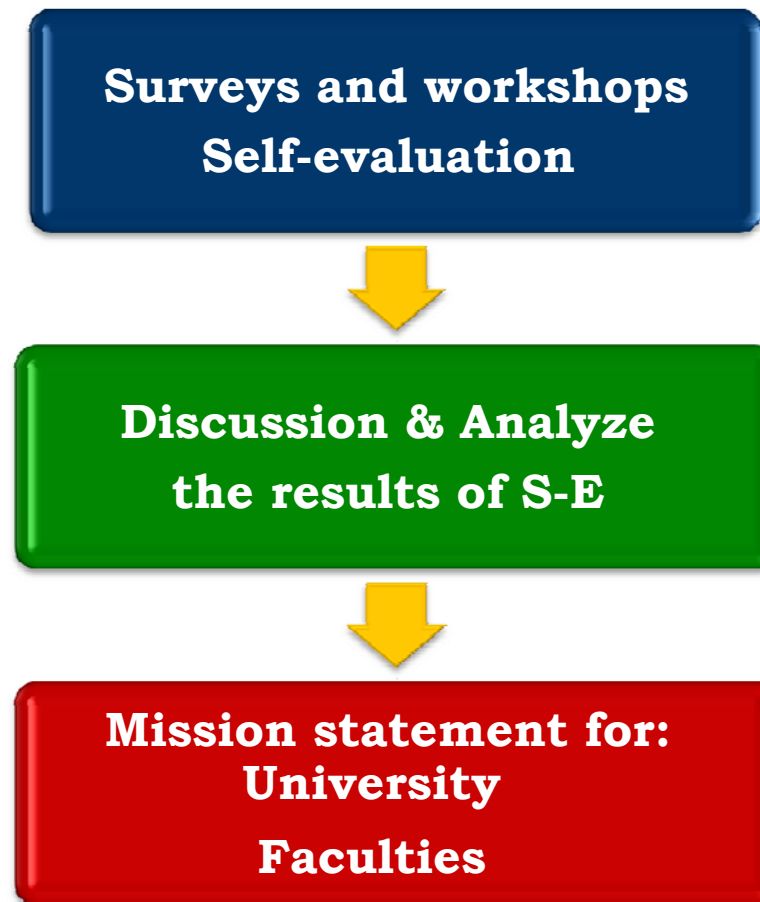 Surveys and workshops
Self-evaluation
Discussion & Analyze
the results of S-E
Mission statement for:
University
Faculties